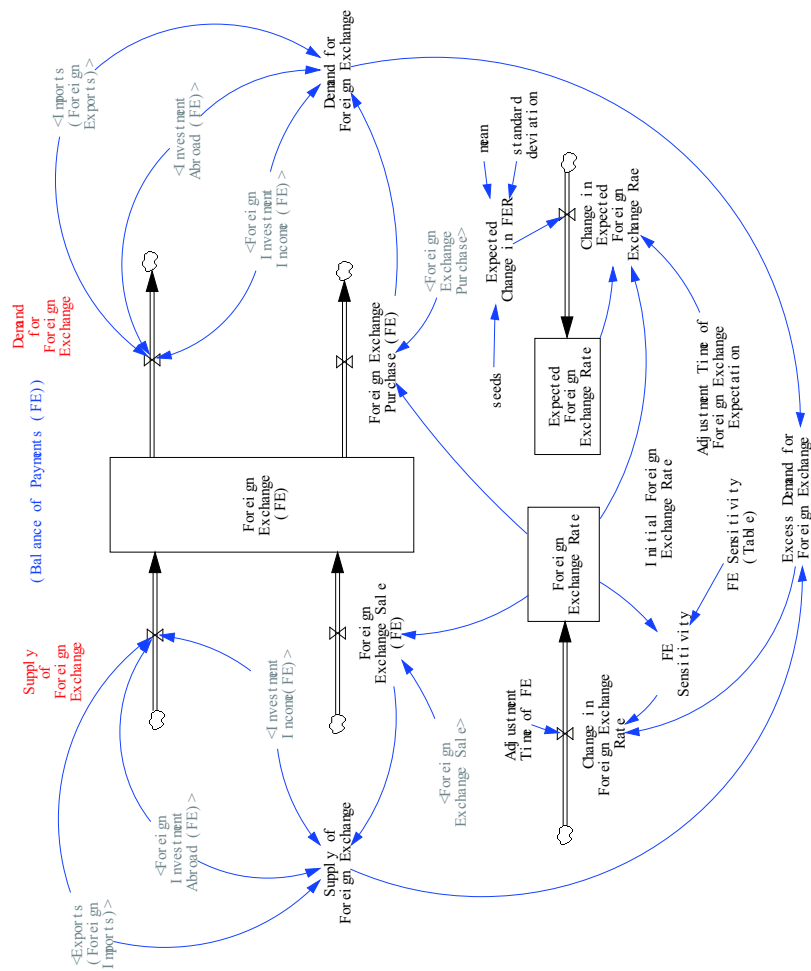 Supply
of
Foreign
Exchange
(Balance of Payments (FE))
Demand
for
Foreign
Exchange
<Exports
(Foreign
Imports)>
<Imports
(Foreign
Exports)>
<Foreign
Investment
Abroad (FE)>
<Investment
Abroad (FE)>
<Investment
Income(FE)>
Foreign
Exchange
(FE)
<Foreign
Investment
Income (FE)>
Supply of
Foreign Exchange
Demand for
Foreign Exchange
Foreign
Exchange Sale
(FE)
Foreign Exchange
Purchase (FE)
<Foreign
Exchange Sale>
<Foreign
Exchange
Purchase>
Adjustment
Time of FE
seeds
Expected
Change in FER
mean
standard
deviation
Change in
Foreign Exchange
Rate
Foreign
Exchange Rate
Expected
Foreign
Exchange Rate
Change in
Expected
Foreign
Exchange Rae
FE
Sensitivity
Initial Foreign
Exchange Rate
Adjustment Time of
Foreign Exchange
Expectation
FE Sensitivity
(Table)
Excess Demand for
Foreign Exchange